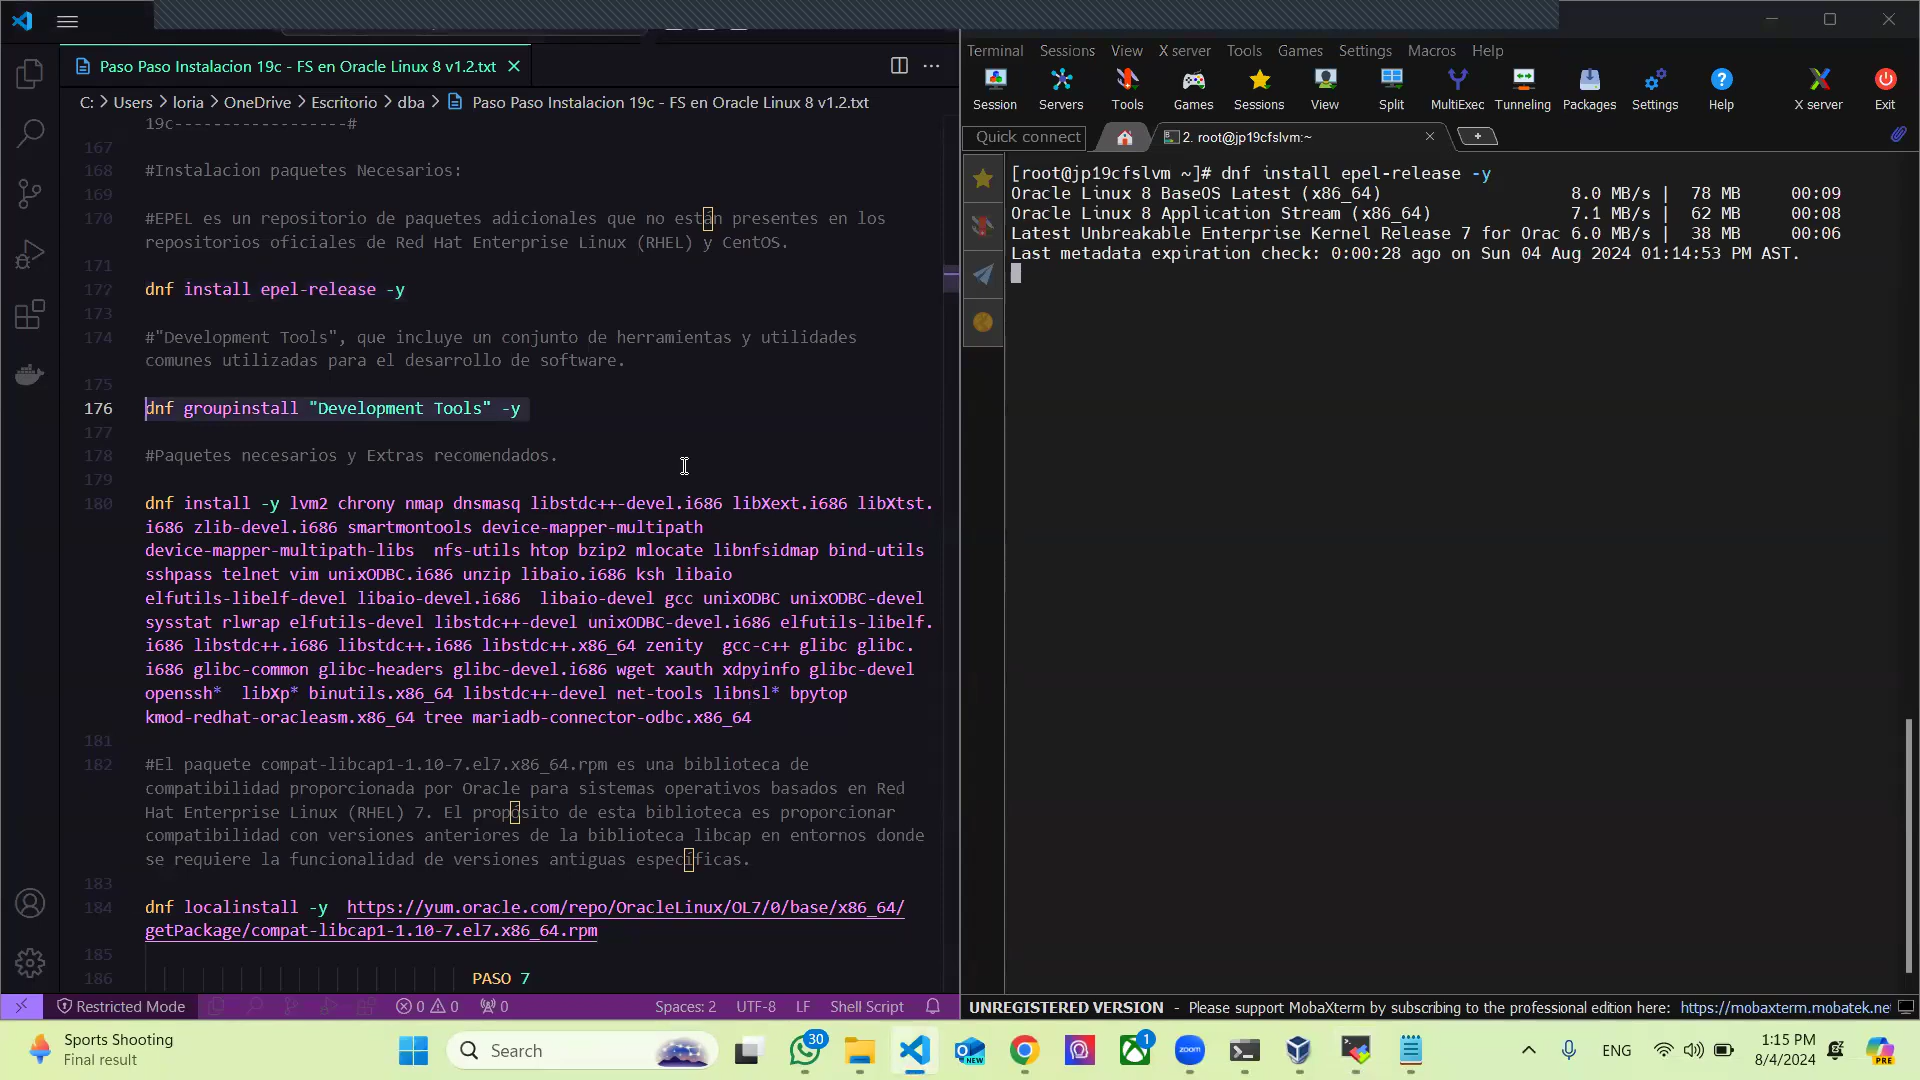 Paso Paso Instalacion 19c - FS en Oracle Linux 8 v1.2.txt
C: > Users > loria > OneDrive > Escritorio > dba > Paso Paso Instalacion 19c - FS en Oracle Linux 8 v1.2.txt
19c------------------#
167
168 #Instalacion paquetes Necesarios:
169
170 #EPEL es un repositorio de paquetes adicionales que no están presentes en los
repositorios oficiales de Red Hat Enterprise Linux (RHEL) y CentOS.
171
172 dnf install epel-release -y
173
174 #"Development Tools", que incluye un conjunto de herramientas y utilidades
comunes utilizadas para el desarrollo de software.
175
176 dnf groupinstall "Development Tools" -y
177
178 #Paquetes necesarios y Extras recomendados.
179
180 dnf install -y lvm2 chrony nmap dnsmasq libstdc++-devel.i686 libXext.i686 libXtst.
i686 zlib-devel.i686 smartmontools device-mapper-multipath
device-mapper-multipath-libs  nfs-utils htop bzip2 mlocate libnfsidmap bind-utils
sshpass telnet vim unixODBC.i686 unzip libaio.i686 ksh libaio
elfutils-libelf-devel libaio-devel.i686  libaio-devel gcc unixODBC unixODBC-devel
sysstat rlwrap elfutils-devel libstdc++-devel unixODBC-devel.i686 elfutils-libelf.
i686 libstdc++.i686 libstdc++.i686 libstdc++.x86_64 zenity  gcc-c++ glibc glibc.
i686 glibc-common glibc-headers glibc-devel.i686 wget xauth xdpyinfo glibc-devel
openssh*  libXp* binutils.x86_64 libstdc++-devel net-tools libnsl* bpytop
kmod-redhat-oracleasm.x86_64 tree mariadb-connector-odbc.x86_64
181
182 #El paquete compat-libcap1-1.10-7.el7.x86_64.rpm es una biblioteca de
compatibilidad proporcionada por Oracle para sistemas operativos basados en Red
Hat Enterprise Linux (RHEL) 7. El propósito de esta biblioteca es proporcionar
compatibilidad con versiones anteriores de la biblioteca libcap en entornos donde
se requiere la funcionalidad de versiones antiguas específicas.
183
184 dnf localinstall -y  https://yum.oracle.com/repo/OracleLinux/OL7/0/base/x86_64/
getPackage/compat-libcap1-1.10-7.el7.x86_64.rpm
185
186 PASO 7
Restricted Mode 0 0 0 Spaces: 2 UTF-8 LF Shell Script
Terminal Sessions View X server Tools Games Settings Macros Help
Session Servers Tools Games Sessions View Split MultiExec Tunneling Packages Settings Help X server Exit
Quick connect 2. root@jp19cfslvm:~
[root@jp19cfslvm ~]# dnf install epel-release -y
Oracle Linux 8 BaseOS Latest (x86_64) 8.0 MB/s | 78 MB 00:09
Oracle Linux 8 Application Stream (x86_64) 7.1 MB/s | 62 MB 00:08
Latest Unbreakable Enterprise Kernel Release 7 for Orac 6.0 MB/s | 38 MB 00:06
Last metadata expiration check: 0:00:28 ago on Sun 04 Aug 2024 01:14:53 PM AST.
UNREGISTERED VERSION - Please support MobaXterm by subscribing to the professional edition here: https://mobaxterm.mobatek.ne
Sports Shooting
Final result
Search
30
NEW
1
zoom
ENG
1:15 PM
8/4/2024
PRE